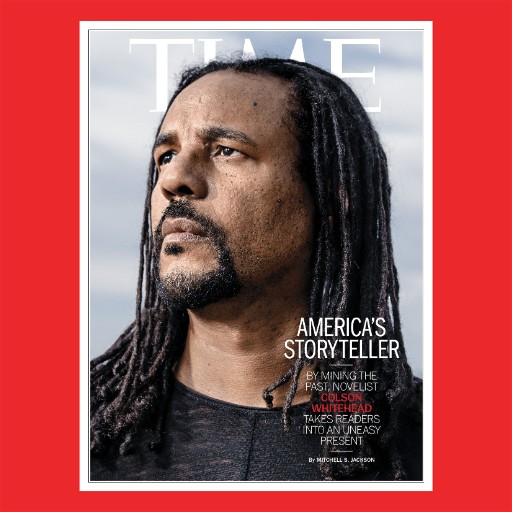 TIME
AMERICA'S
STORYTELLER
BY MINING THE
PAST, NOVELIST
COLSON
WHITEHEAD
TAKES READERS
INTO AN UNEASY
PRESENT
By MITCHELL S. JACKSON